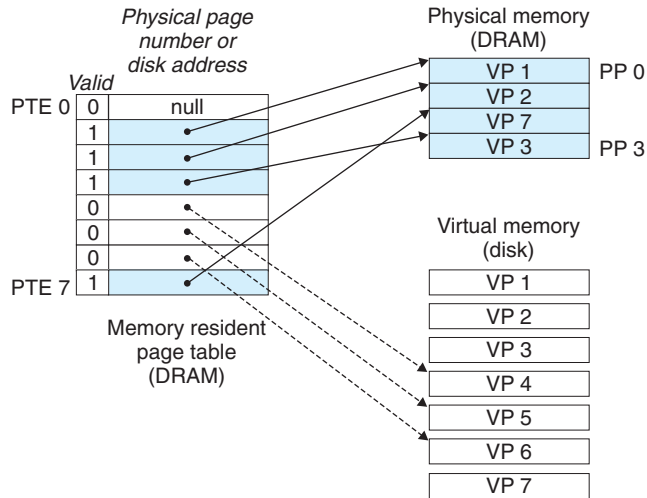 Physical page
number or
disk address
Valid
PTE 0
0
null
1
1
1
0
0
0
PTE 7
1
Memory resident
page table
(DRAM)
Physical memory
(DRAM)
VP 1
PP 0
VP 2
VP 7
VP 3
PP 3
Virtual memory
(disk)
VP 1
VP 2
VP 3
VP 4
VP 5
VP 6
VP 7